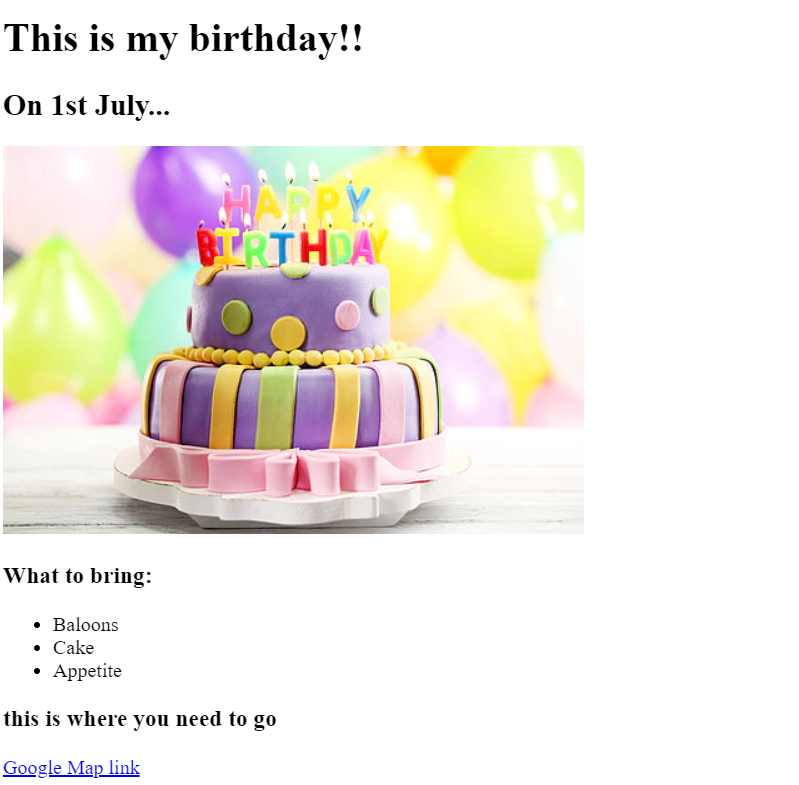 This is my birthday!!
On 1st July...
HAPPY
BIRTHDAY
What to bring:
Baloons
Cake
Appetite
this is where you need to go
Google Map link